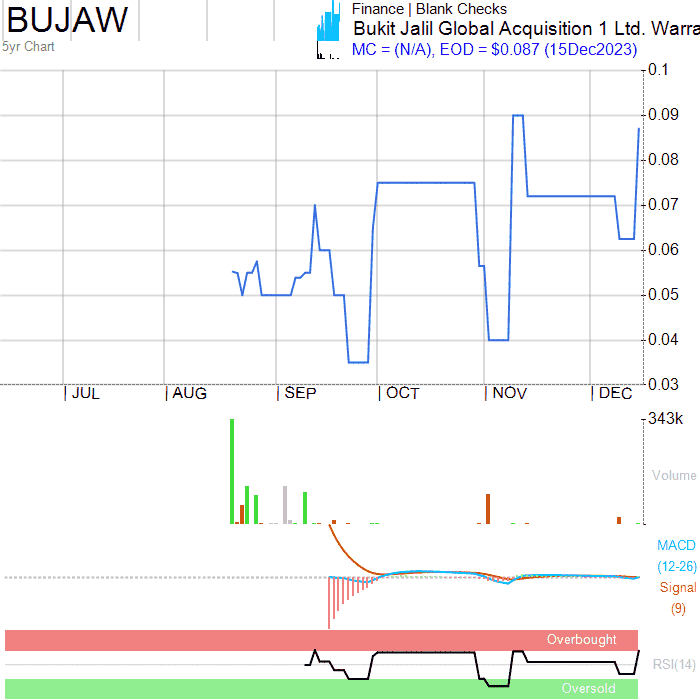 BUJAW
5yr Chart
Finance | Blank Checks
Bukit Jalil Global Acquisition 1 Ltd. Warra
MC = (N/A), EOD = $0.087 (15Dec2023)
0.1
0.09
0.08
0.07
0.06
0.05
0.04
0.03
JUL AUG SEP OCT NOV DEC
343k
Volume
MACD
(12-26)
Signal
(9)
Overbought
RSI(14)
Oversold